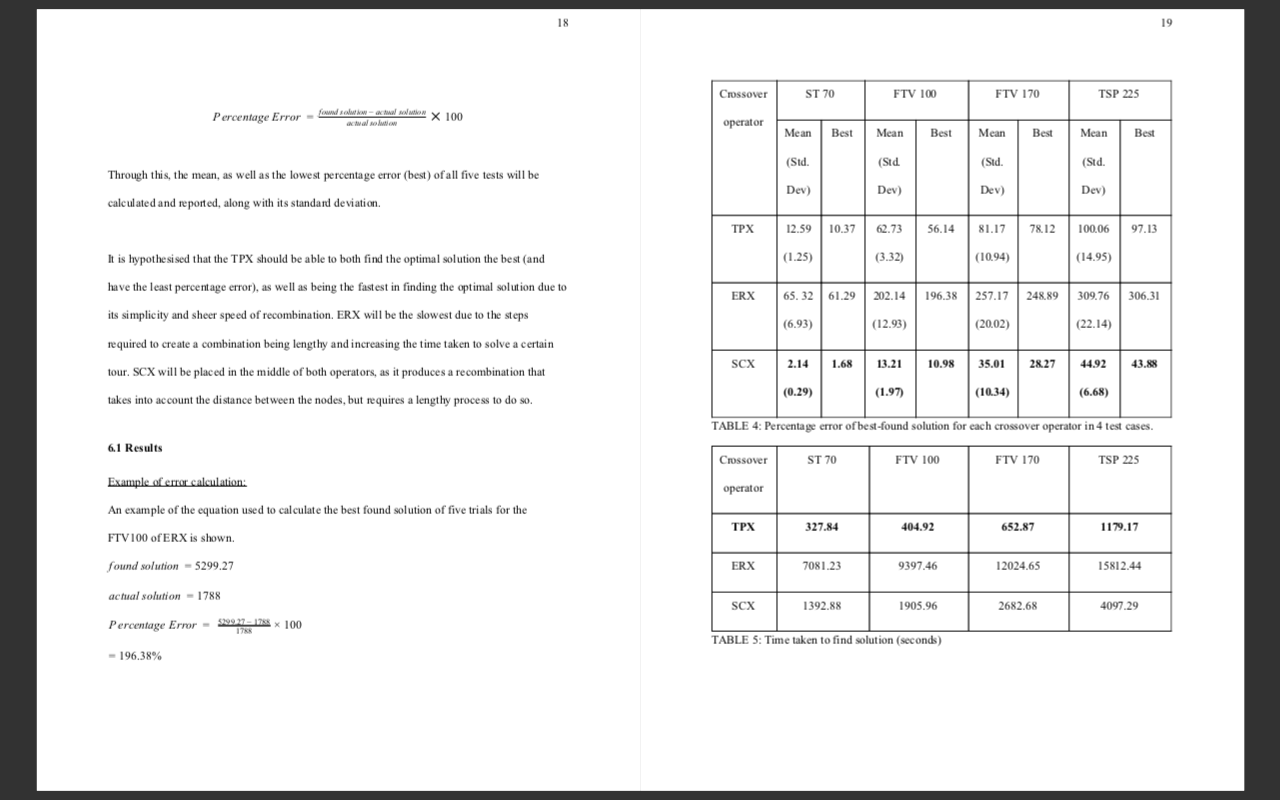 18
Percentage Error = found solution − actual solution / actual solution × 100
Through this, the mean, as well as the lowest percentage error (best) of all five tests will be
calculated and reported, along with its standard deviation.
It is hypothesised that the TPX should be able to both find the optimal solution the best (and
have the least percentage error), as well as being the fastest in finding the optimal solution due to
its simplicity and sheer speed of recombination. ERX will be the slowest due to the steps
required to create a combination being lengthy and increasing the time taken to solve a certain
tour. SCX will be placed in the middle of both operators, as it produces a recombination that
takes into account the distance between the nodes, but requires a lengthy process to do so.
6.1 Results
Example of error calculation:
An example of the equation used to calculate the best found solution of five trials for the
FTV100 of ERX is shown.
found solution = 5299.27
actual solution = 1788
Percentage Error = 5299.27 − 1788 / 1788 × 100
= 196.38%
19
Crossover ST 70 FTV 100 FTV 170 TSP 225
operator
Mean Best Mean Best Mean Best Mean Best
(Std. (Std. (Std. (Std.
Dev) Dev) Dev) Dev)
TPX 12.59 10.37 62.73 56.14 81.17 78.12 100.06 97.13
(1.25) (3.32) (10.94) (14.95)
ERX 65. 32 61.29 202.14 196.38 257.17 248.89 309.76 306.31
(6.93) (12.93) (20.02) (22.14)
SCX 2.14 1.68 13.21 10.98 35.01 28.27 44.92 43.88
(0.29) (1.97) (10.34) (6.68)
TABLE 4: Percentage error of best-found solution for each crossover operator in 4 test cases.
Crossover ST 70 FTV 100 FTV 170 TSP 225
operator
TPX 327.84 404.92 652.87 1179.17
ERX 7081.23 9397.46 12024.65 15812.44
SCX 1392.88 1905.96 2682.68 4097.29
TABLE 5: Time taken to find solution (seconds)